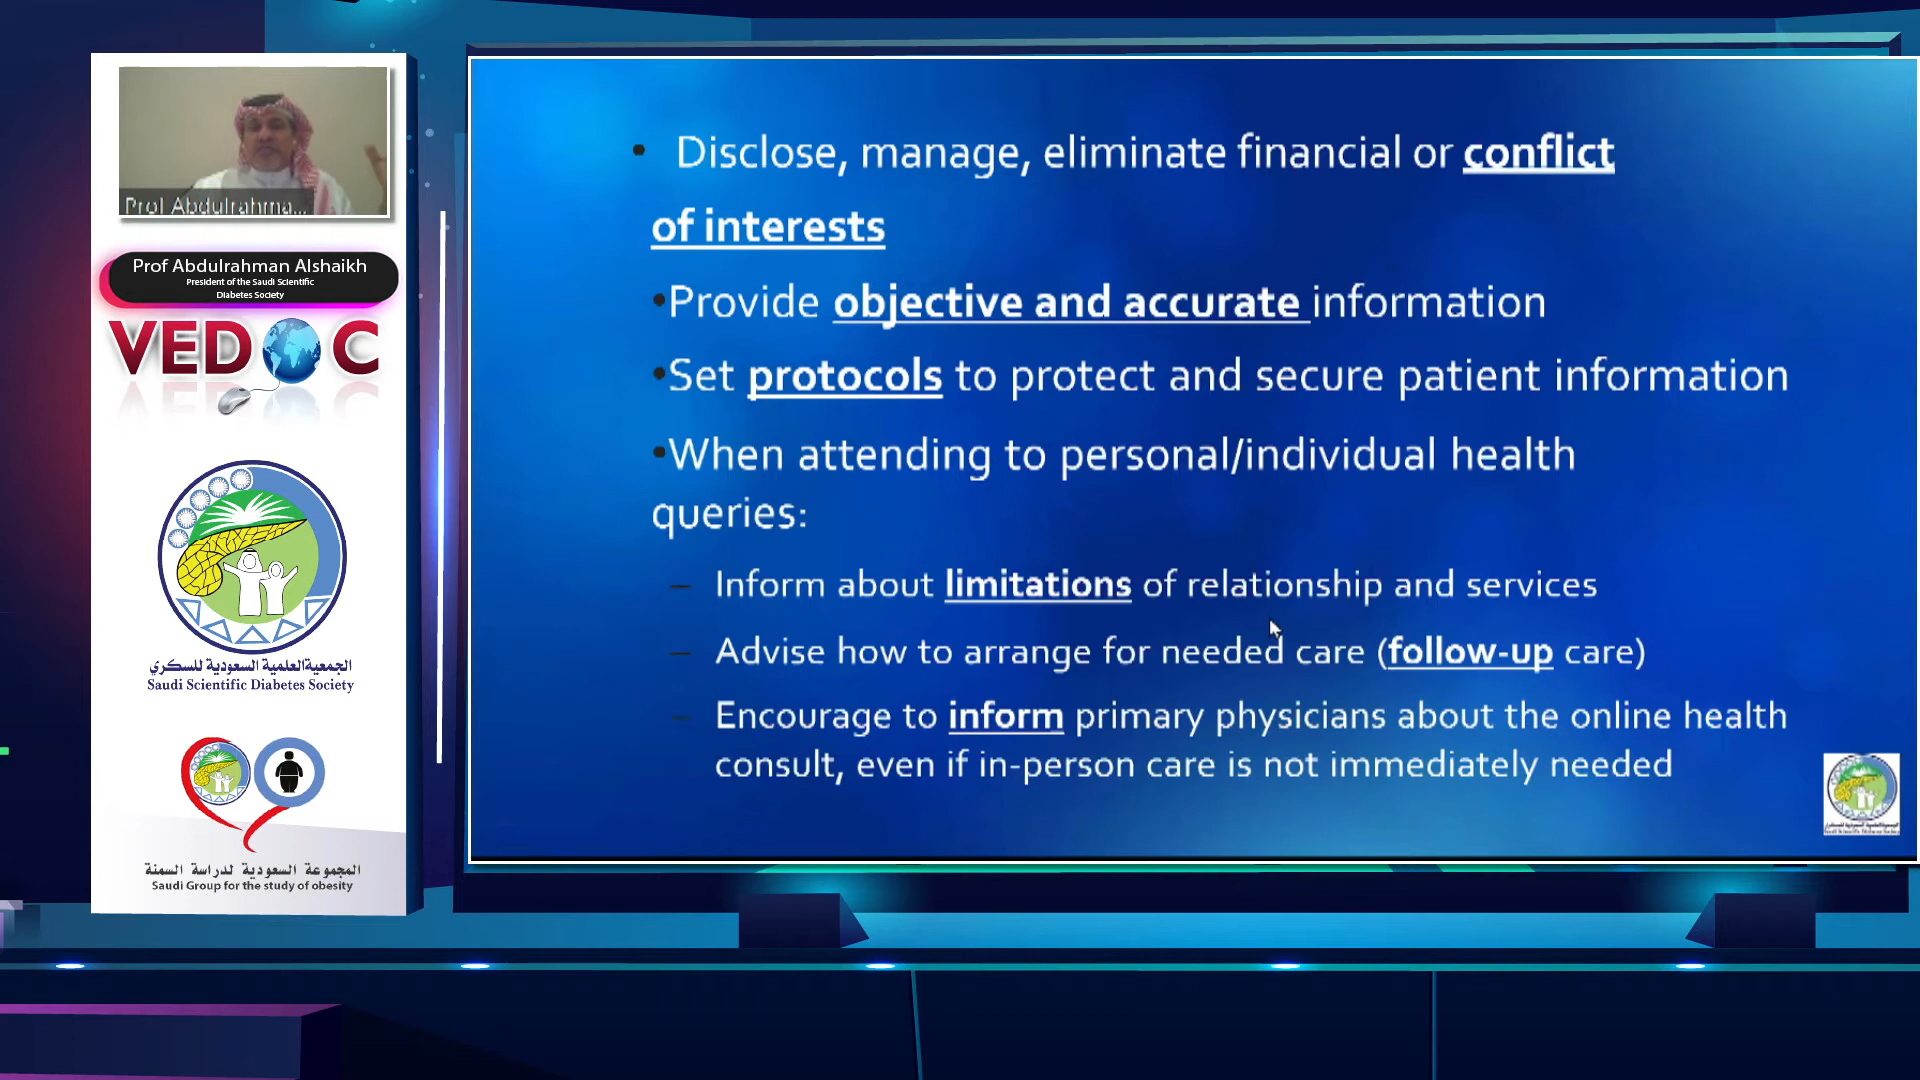 Prof Abdulrahma...
Prof Abdulrahman Alshaikh
President of the Saudi Scientific
Diabetes Society
VEDOC
الجمعية العلمية السعودية للسكري
Saudi Scientific Diabetes Society
المجموعة السعودية لدراسة السمنة
Saudi Group for the study of obesity
• Disclose, manage, eliminate financial or conflict
of interests
•Provide objective and accurate information
•Set protocols to protect and secure patient information
•When attending to personal/individual health
queries:
– Inform about limitations of relationship and services
– Advise how to arrange for needed care (follow-up care)
– Encourage to inform primary physicians about the online health
consult, even if in-person care is not immediately needed